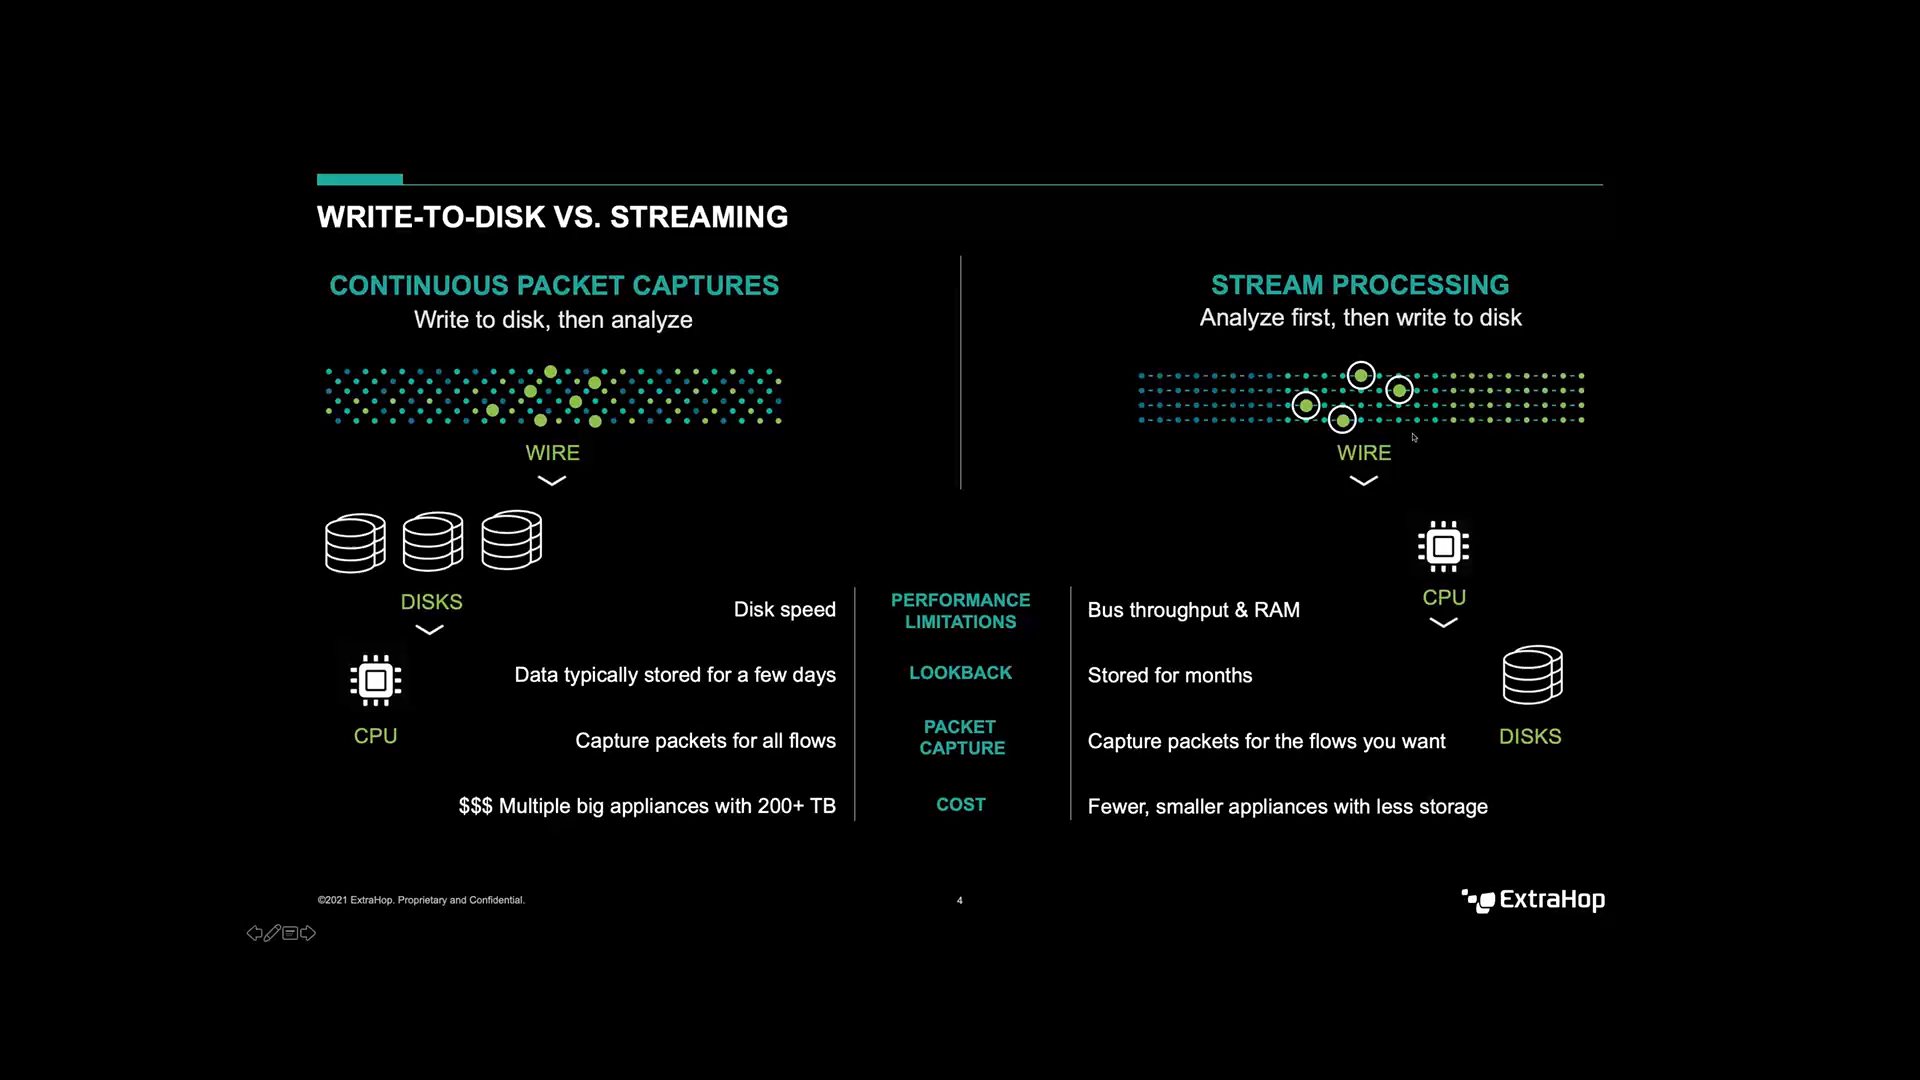 WRITE-TO-DISK VS. STREAMING
CONTINUOUS PACKET CAPTURES
Write to disk, then analyze
WIRE
DISKS
CPU
STREAM PROCESSING
Analyze first, then write to disk
WIRE
CPU
DISKS
Disk speed
PERFORMANCE
LIMITATIONS
Bus throughput & RAM
Data typically stored for a few days
LOOKBACK
Stored for months
Capture packets for all flows
PACKET
CAPTURE
Capture packets for the flows you want
$$$ Multiple big appliances with 200+ TB
COST
Fewer, smaller appliances with less storage
©2021 ExtraHop. Proprietary and Confidential.
4
ExtraHop